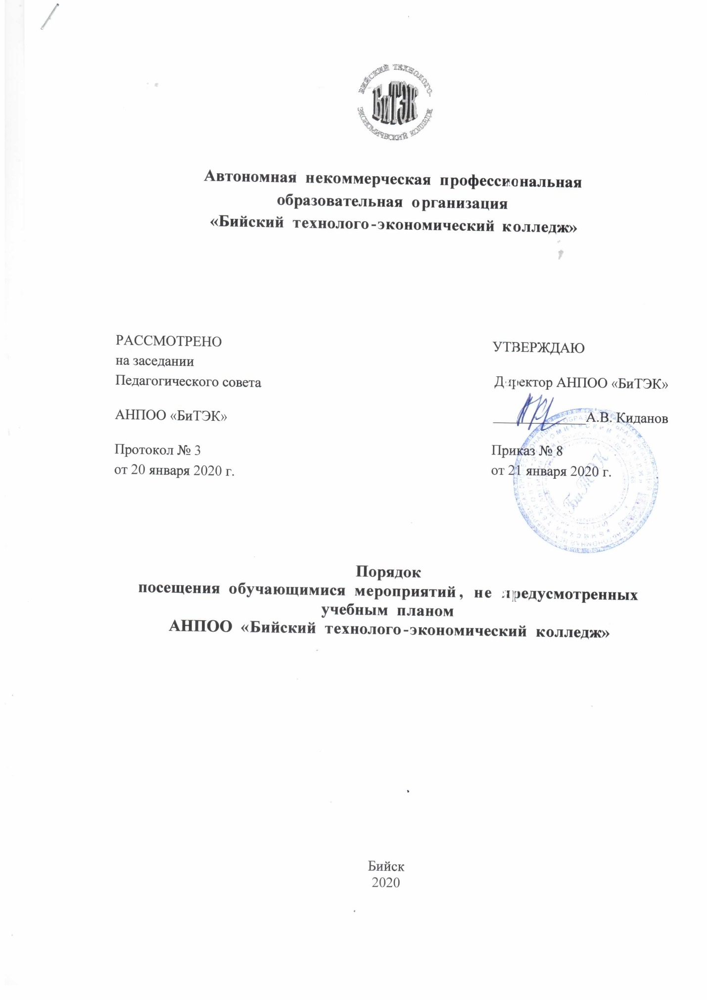 БИЙСКИЙ ТЕХНОЛОГО-
БиТЭК
ЭКОНОМИЧЕСКИЙ КОЛЛЕДЖ
Автономная некоммерческая профессиональная
образовательная организация
«Бийский технолого-экономический колледж»
РАССМОТРЕНО
на заседании
Педагогического совета
АНПОО «БиТЭК»
Протокол № 3
от 20 января 2020 г.
УТВЕРЖДАЮ
Директор АНПОО «БиТЭК»
А.В. Киданов
Приказ № 8
от 21 января 2020 г.
БиТЭК
Порядок
посещения обучающимися мероприятий, не предусмотренных
учебным планом
АНПОО «Бийский технолого-экономический колледж»
Бийск
2020